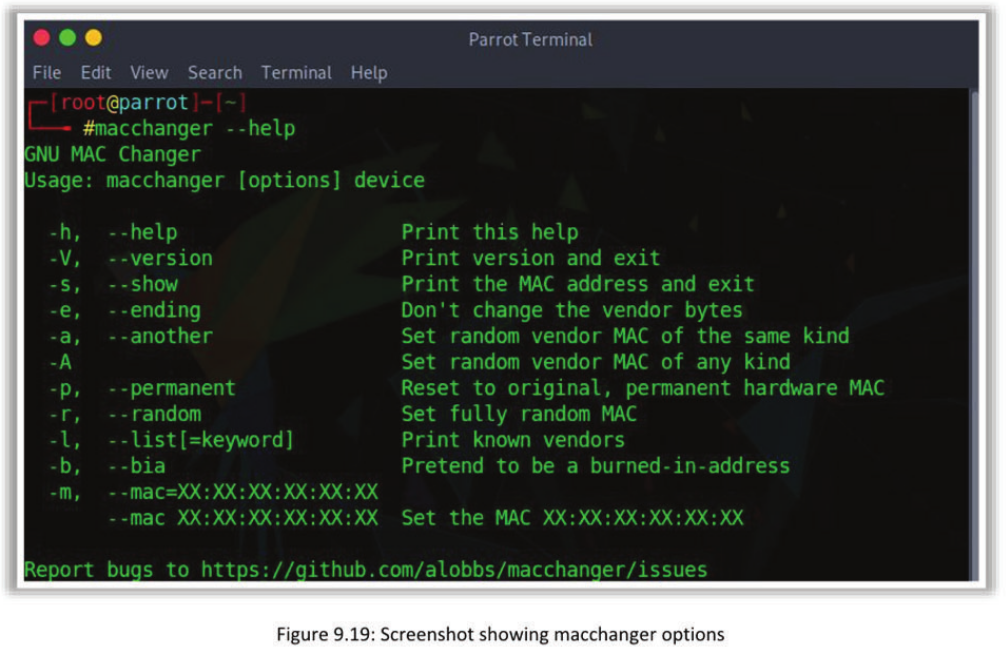 Parrot Terminal
File Edit View Search Terminal Help
[root@parrot]-[~]
#macchanger --help
GNU MAC Changer
Usage: macchanger [options] device
-h, --help Print this help
-V, --version Print version and exit
-s, --show Print the MAC address and exit
-e, --ending Don't change the vendor bytes
-a, --another Set random vendor MAC of the same kind
-A Set random vendor MAC of any kind
-p, --permanent Reset to original, permanent hardware MAC
-r, --random Set fully random MAC
-l, --list[=keyword] Print known vendors
-b, --bia Pretend to be a burned-in-address
-m, --mac=XX:XX:XX:XX:XX:XX
--mac XX:XX:XX:XX:XX:XX Set the MAC XX:XX:XX:XX:XX:XX
Report bugs to https://github.com/alobbs/macchanger/issues
Figure 9.19: Screenshot showing macchanger options